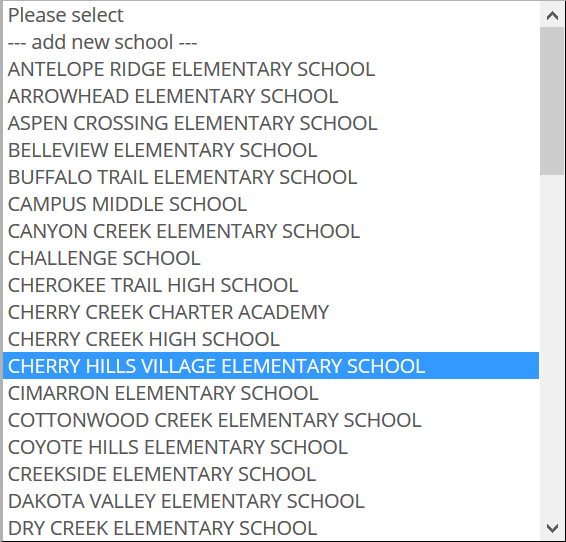 Please select
--- add new school ---
ANTELOPE RIDGE ELEMENTARY SCHOOL
ARROWHEAD ELEMENTARY SCHOOL
ASPEN CROSSING ELEMENTARY SCHOOL
BELLEVIEW ELEMENTARY SCHOOL
BUFFALO TRAIL ELEMENTARY SCHOOL
CAMPUS MIDDLE SCHOOL
CANYON CREEK ELEMENTARY SCHOOL
CHALLENGE SCHOOL
CHEROKEE TRAIL HIGH SCHOOL
CHERRY CREEK CHARTER ACADEMY
CHERRY CREEK HIGH SCHOOL
CHERRY HILLS VILLAGE ELEMENTARY SCHOOL
CIMARRON ELEMENTARY SCHOOL
COTTONWOOD CREEK ELEMENTARY SCHOOL
COYOTE HILLS ELEMENTARY SCHOOL
CREEKSIDE ELEMENTARY SCHOOL
DAKOTA VALLEY ELEMENTARY SCHOOL
DRY CREEK ELEMENTARY SCHOOL